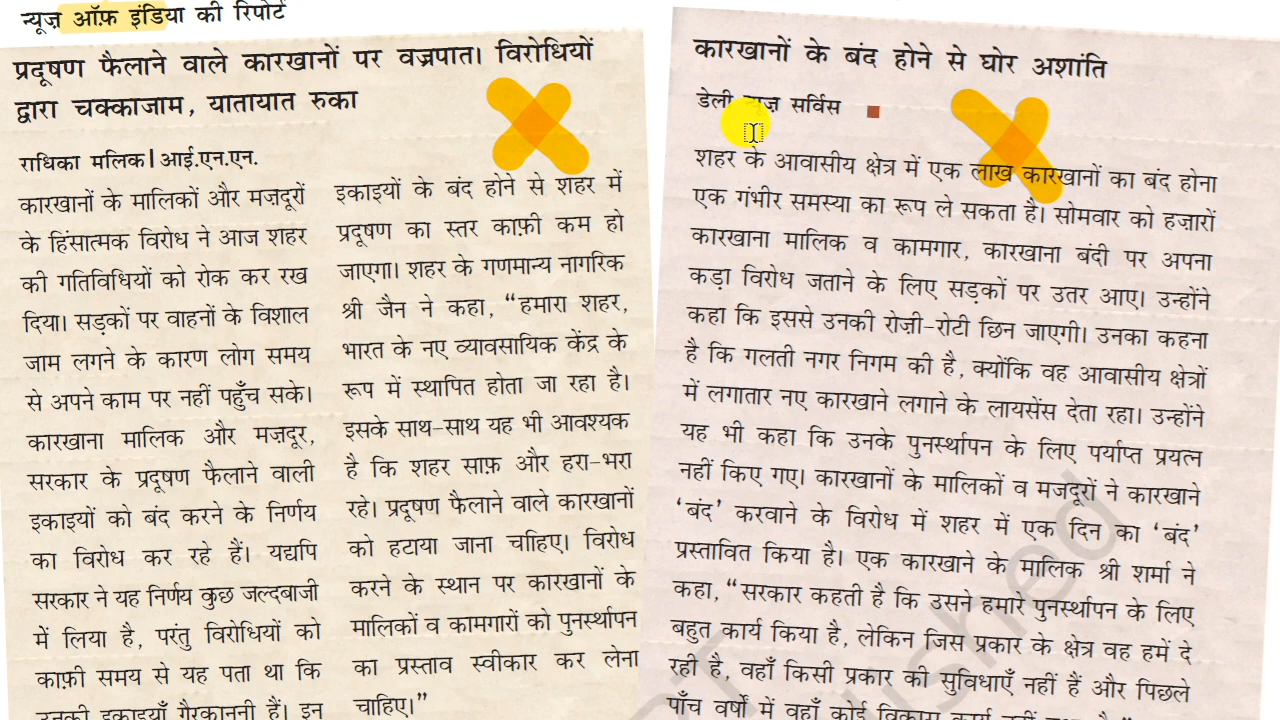 न्यूज़ ऑफ़ इंडिया की रिपोर्ट
प्रदूषण फैलाने वाले कारखानों पर वज्रपात। विरोधियों
द्वारा चक्काजाम, यातायात रुका
राधिका मलिक। आई.एन.एन.
कारखानों के मालिकों और मज़दूरों
के हिंसात्मक विरोध ने आज शहर
की गतिविधियों को रोक कर रख
दिया। सड़कों पर वाहनों के विशाल
जाम लगने के कारण लोग समय
से अपने काम पर नहीं पहुँच सके।
कारखाना मालिक और मज़दूर,
सरकार के प्रदूषण फैलाने वाली
इकाइयों को बंद करने के निर्णय
का विरोध कर रहे हैं। यद्यपि
सरकार ने यह निर्णय कुछ जल्दबाजी
में लिया है, परंतु विरोधियों को
काफ़ी समय से यह पता था कि
उनकी इकाइयाँ गैरकानूनी हैं। इन
इकाइयों के बंद होने से शहर में
प्रदूषण का स्तर काफ़ी कम हो
जाएगा। शहर के गणमान्य नागरिक
श्री जैन ने कहा, “हमारा शहर,
भारत के नए व्यावसायिक केंद्र के
रूप में स्थापित होता जा रहा है।
इसके साथ-साथ यह भी आवश्यक
है कि शहर साफ़ और हरा-भरा
रहे। प्रदूषण फैलाने वाले कारखानों
को हटाया जाना चाहिए। विरोध
करने के स्थान पर कारखानों के
मालिकों व कामगारों को पुनर्स्थापन
का प्रस्ताव स्वीकार कर लेना
चाहिए।”
कारखानों के बंद होने से घोर अशांति
डेली न्यूज़ सर्विस
शहर के आवासीय क्षेत्र में एक लाख कारखानों का बंद होना
एक गंभीर समस्या का रूप ले सकता है। सोमवार को हज़ारों
कारखाना मालिक व कामगार, कारखाना बंदी पर अपना
कड़ा विरोध जताने के लिए सड़कों पर उतर आए। उन्होंने
कहा कि इससे उनकी रोज़ी-रोटी छिन जाएगी। उनका कहना
है कि गलती नगर निगम की है, क्योंकि वह आवासीय क्षेत्रों
में लगातार नए कारखाने लगाने के लायसेंस देता रहा। उन्होंने
यह भी कहा कि उनके पुनर्स्थापन के लिए पर्याप्त प्रयत्न
नहीं किए गए। कारखानों के मालिकों व मजदूरों ने कारखाने
‘बंद’ करवाने के विरोध में शहर में एक दिन का ‘बंद’
प्रस्तावित किया है। एक कारखाने के मालिक श्री शर्मा ने
कहा, “सरकार कहती है कि उसने हमारे पुनर्स्थापन के लिए
बहुत कार्य किया है, लेकिन जिस प्रकार के क्षेत्र वह हमें दे
रही है, वहाँ किसी प्रकार की सुविधाएँ नहीं हैं और पिछले
पाँच वर्षों में वहाँ कोई विकास कार्य नहीं